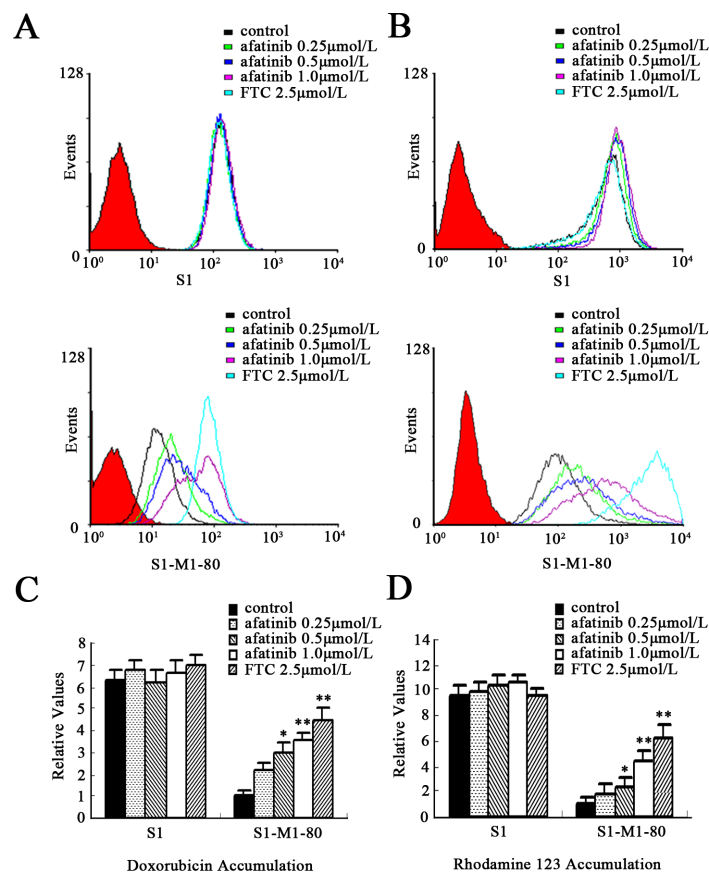 A
control
afatinib 0.25μmol/L
afatinib 0.5μmol/L
afatinib 1.0μmol/L
FTC 2.5μmol/L
128
Events
0
10⁰ 10¹ 10² 10³ 10⁴
S1
B
control
afatinib 0.25μmol/L
afatinib 0.5μmol/L
afatinib 1.0μmol/L
FTC 2.5μmol/L
128
Events
0
10⁰ 10¹ 10² 10³ 10⁴
S1
control
afatinib 0.25μmol/L
afatinib 0.5μmol/L
afatinib 1.0μmol/L
FTC 2.5μmol/L
128
Events
0
10⁰ 10¹ 10² 10³ 10⁴
S1-M1-80
control
afatinib 0.25μmol/L
afatinib 0.5μmol/L
afatinib 1.0μmol/L
FTC 2.5μmol/L
128
Events
0
10⁰ 10¹ 10² 10³ 10⁴
S1-M1-80
C
control
afatinib 0.25μmol/L
afatinib 0.5μmol/L
afatinib 1.0μmol/L
FTC 2.5μmol/L
Relative Values
8
7
6
5
4
3
2
1
0
* ** **
S1 S1-M1-80
Doxorubicin Accumulation
D
control
afatinib 0.25μmol/L
afatinib 0.5μmol/L
afatinib 1.0μmol/L
FTC 2.5μmol/L
Relative Values
14
12
10
8
6
4
2
0
* ** **
S1 S1-M1-80
Rhodamine 123 Accumulation